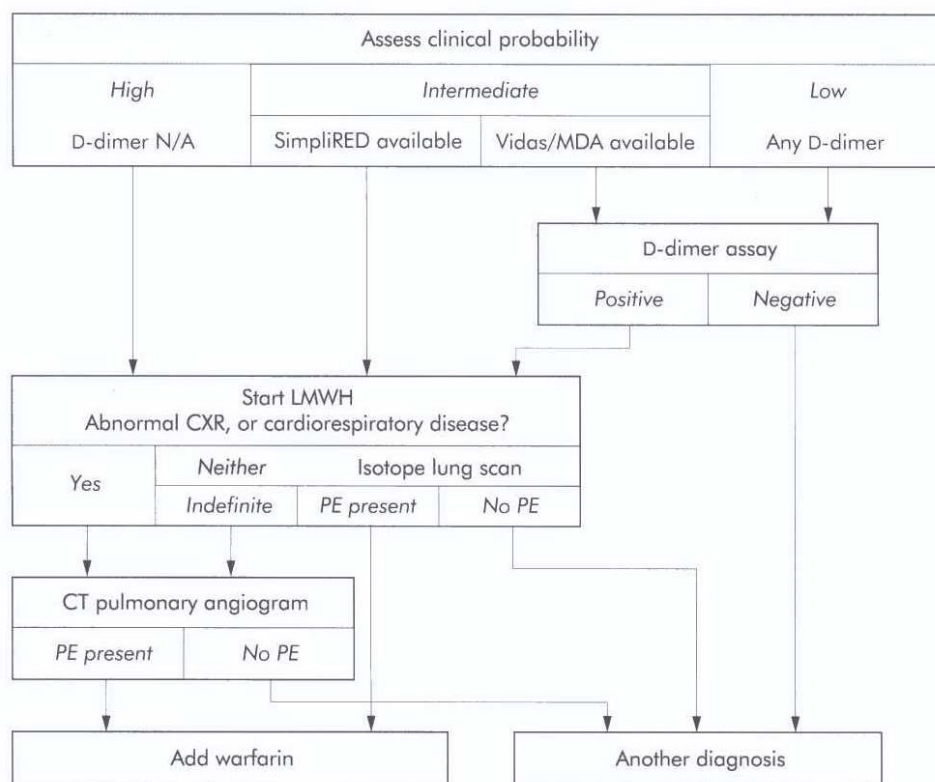 Assess clinical probability
High
Intermediate
Low
D-dimer N/A
SimpliRED available
Vidas/MDA available
Any D-dimer
D-dimer assay
Positive
Negative
Start LMWH
Abnormal CXR, or cardiorespiratory disease?
Yes
Neither
Isotope lung scan
Indefinite
PE present
No PE
CT pulmonary angiogram
PE present
No PE
Add warfarin
Another diagnosis